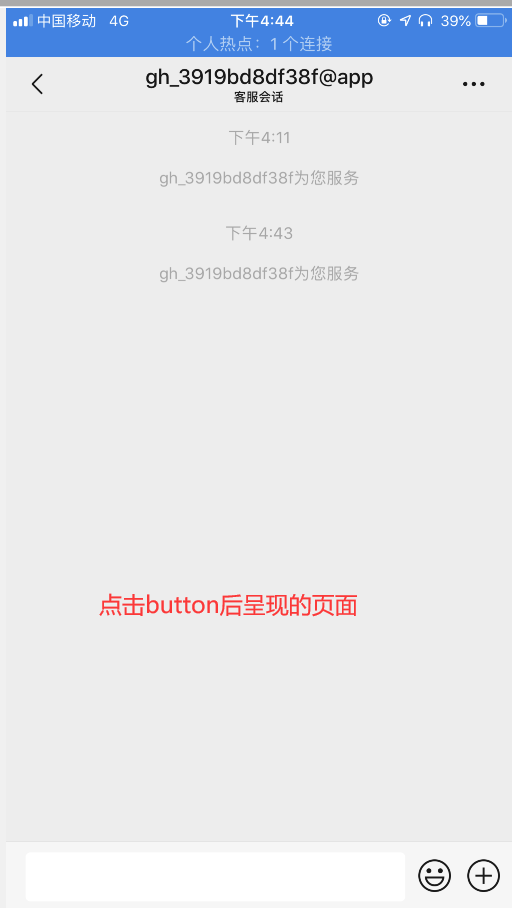 中国移动 4G 下午4:44 39%
个人热点：1 个连接
gh_3919bd8df38f@app
客服会话
下午4:11
gh_3919bd8df38f为您服务
下午4:43
gh_3919bd8df38f为您服务
点击button后呈现的页面